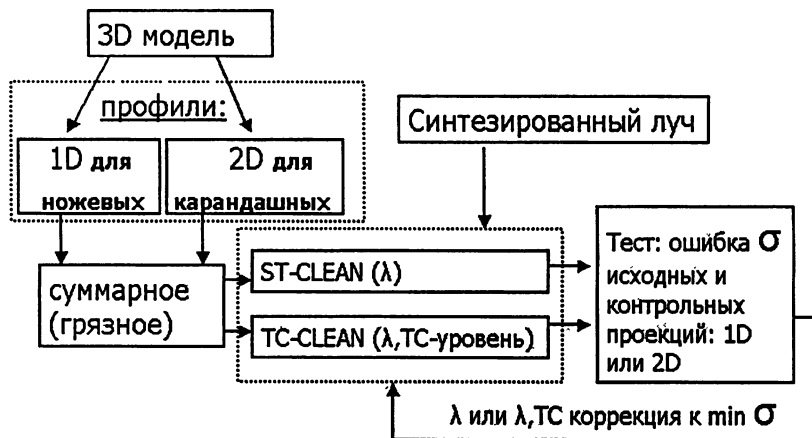 3D модель
профили:
1D для
ножевых
2D для
карандашных
Синтезированный луч
суммарное
(грязное)
ST-CLEAN (λ)
TC-CLEAN (λ,TC-уровень)
Тест: ошибка σ
исходных и
контрольных
проекций: 1D
или 2D
λ или λ,TC коррекция к min σ